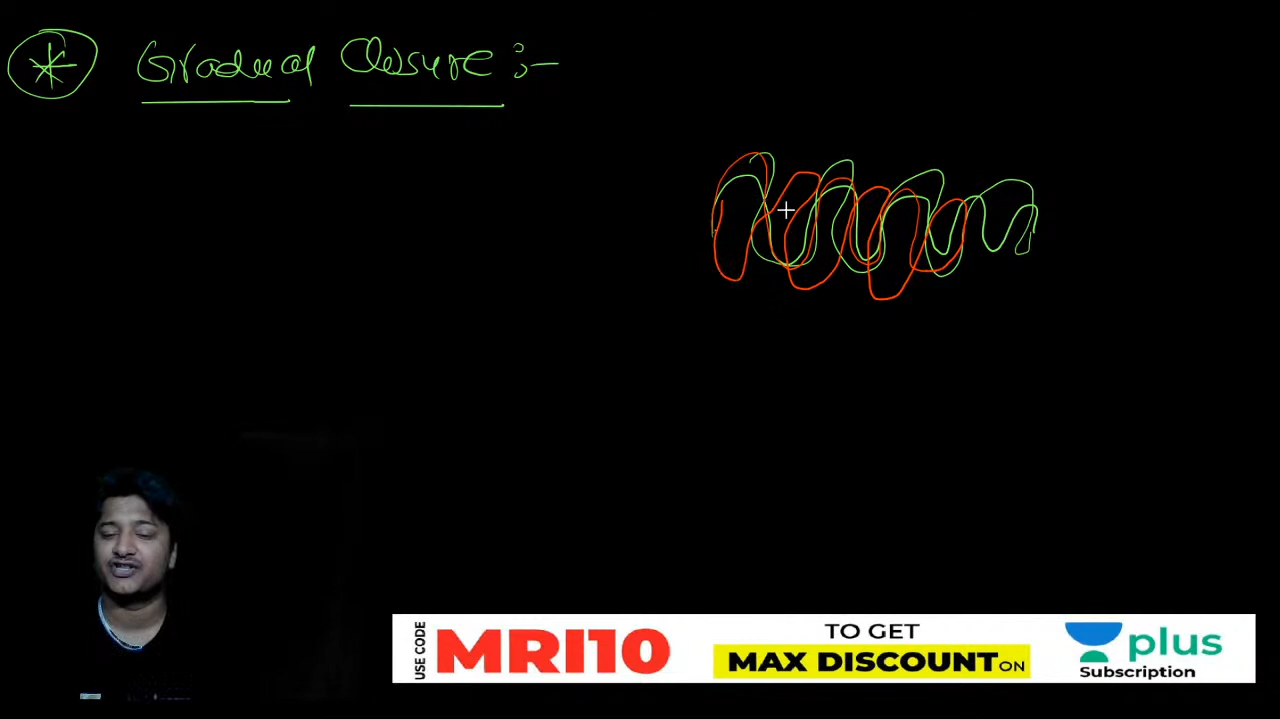 * Gradual Closure :-
USE CODE
MRI10
TO GET
MAX DISCOUNT ON
plus
Subscription